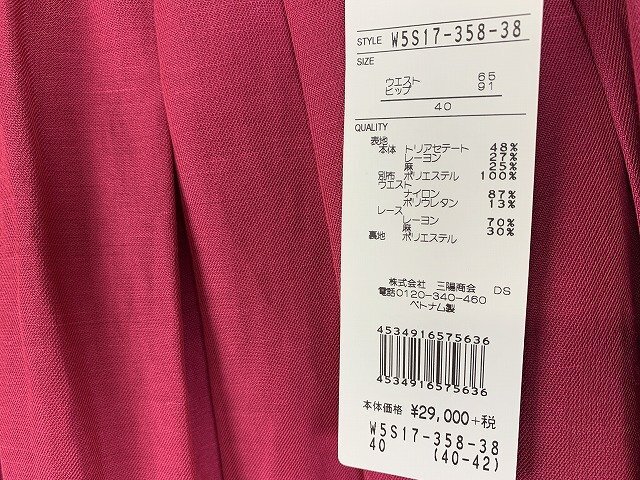 STYLE W5S17-358-38
SIZE
ウエスト 65
ヒップ 91
40
QUALITY
表地
本体 トリアセテート 48%
レーヨン 27%
麻 25%
別布 ポリエステル 100%
ウエスト
ナイロン 87%
ポリウレタン 13%
レース
レーヨン 70%
麻 30%
裏地 ポリエステル
株式会社 三陽商会 DS
電話0120-340-460
ベトナム製
4534916575636
4534916575636
本体価格 ¥29,000+税
W5S17-358-38
40 (40-42)